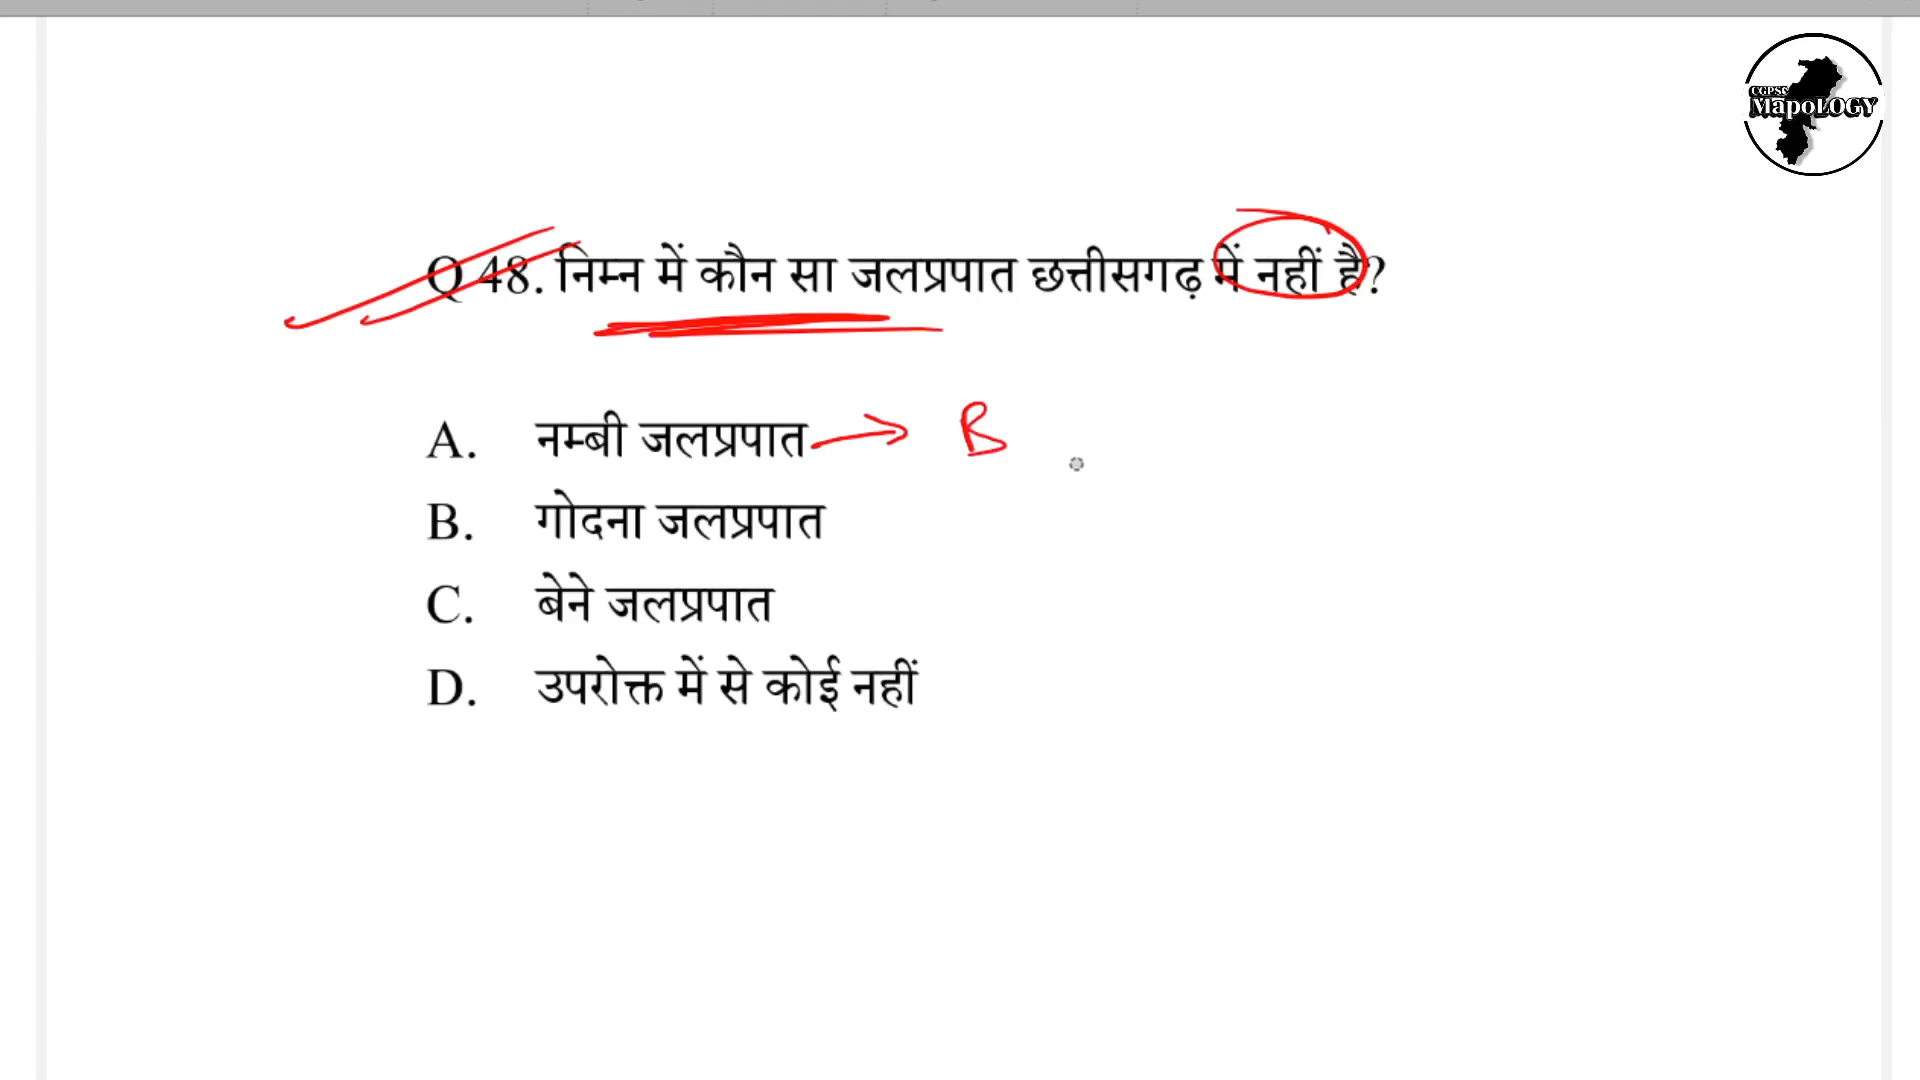 CGPSC
MapoLOGY
Q 48. निम्न में कौन सा जलप्रपात छत्तीसगढ़ में नहीं है?
A. नम्बी जलप्रपात → B
B. गोदना जलप्रपात
C. बेने जलप्रपात
D. उपरोक्त में से कोई नहीं